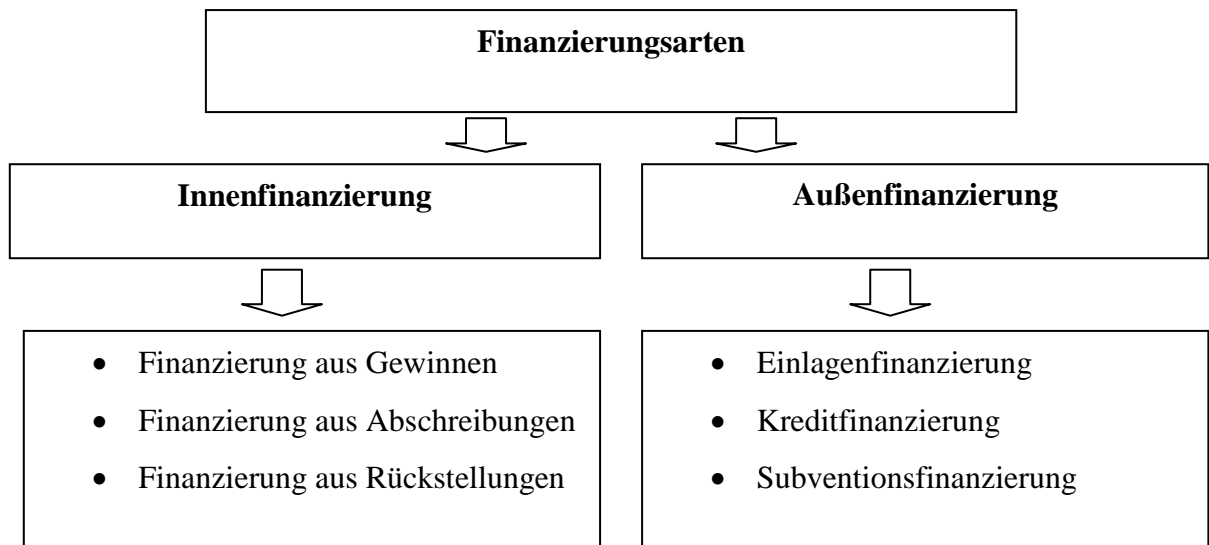 Finanzierungsarten
Innenfinanzierung
Außenfinanzierung
• Finanzierung aus Gewinnen
• Finanzierung aus Abschreibungen
• Finanzierung aus Rückstellungen
• Einlagenfinanzierung
• Kreditfinanzierung
• Subventionsfinanzierung